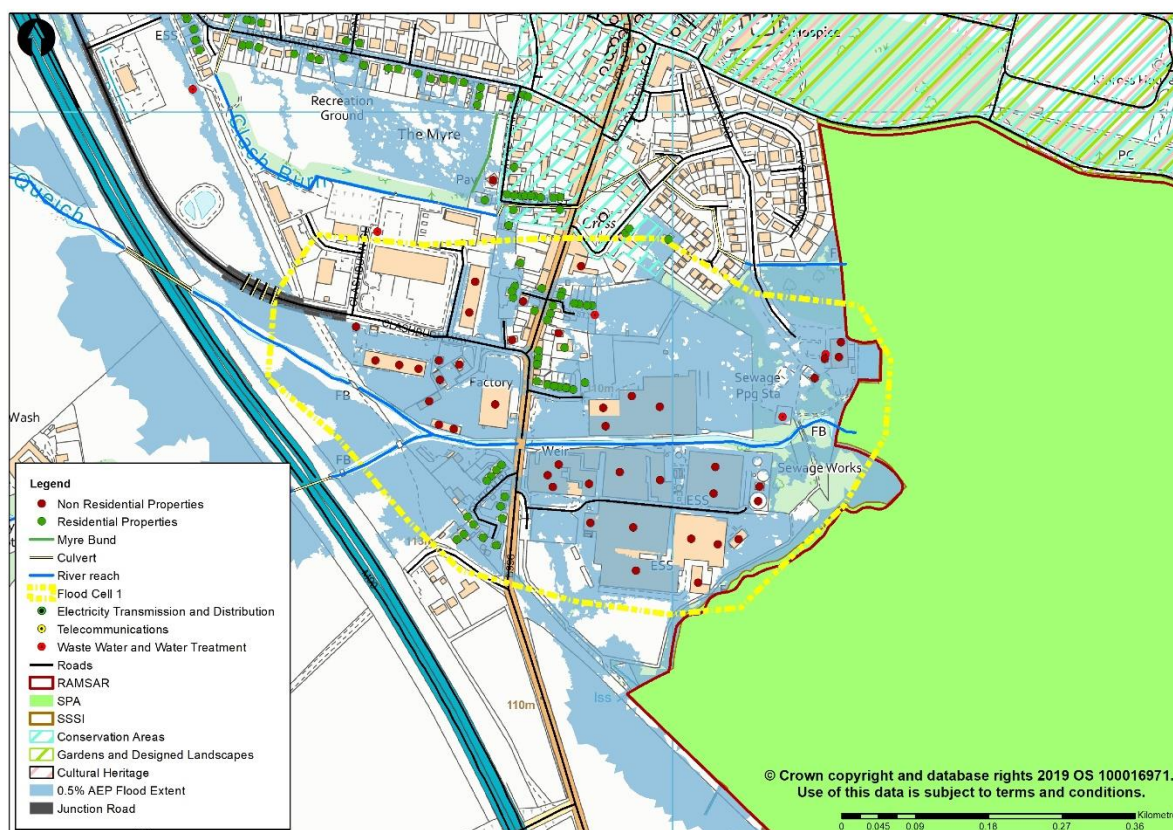 ESS
Hospice
Recreation
Ground
The Myre
Clash Burn
PC
Queich
Pav
Cross
Factory
10m
Sewage
Ppg Sta
FB
Wash
FB
Weir
FB
Sewage Works
FB
ESS
113m
ESS
110m
Iss
Legend
Non Residential Properties
Residential Properties
Myre Bund
Culvert
River reach
Flood Cell 1
Electricity Transmission and Distribution
Telecommunications
Waste Water and Water Treatment
Roads
RAMSAR
SPA
SSSI
Conservation Areas
Gardens and Designed Landscapes
Cultural Heritage
0.5% AEP Flood Extent
Junction Road
© Crown copyright and database rights 2019 OS 100016971.
Use of this data is subject to terms and conditions.
0 0.045 0.09 0.18 0.27 0.36